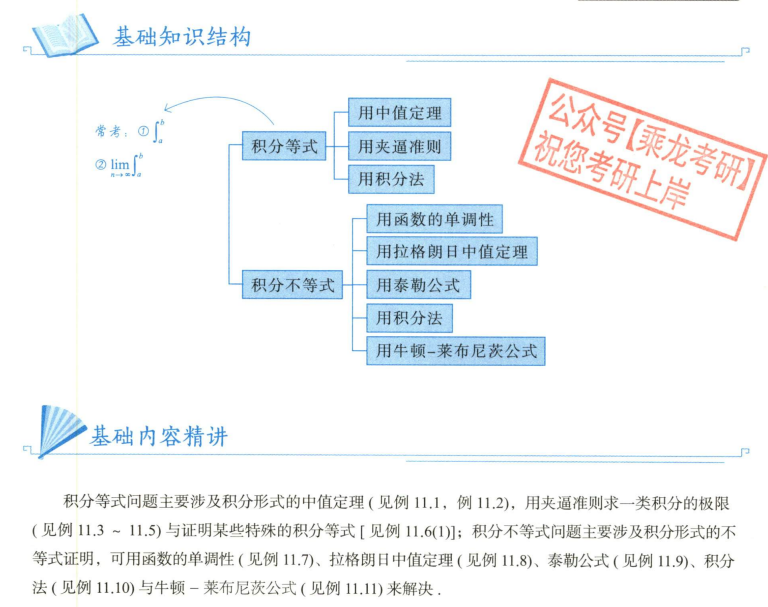 基础知识结构
公众号【乘龙考研】
祝您考研上岸
常考：① ∫_a^b
② lim_{n→∞} ∫_a^b
积分等式
用中值定理
用夹逼准则
用积分法
积分不等式
用函数的单调性
用拉格朗日中值定理
用泰勒公式
用积分法
用牛顿-莱布尼茨公式
基础内容精讲
积分等式问题主要涉及积分形式的中值定理 ( 见例 11.1，例 11.2)，用夹逼准则求一类积分的极限
( 见例 11.3 ~ 11.5) 与证明某些特殊的积分等式 [ 见例 11.6(1)]；积分不等式问题主要涉及积分形式的不
等式证明，可用函数的单调性 ( 见例 11.7)、拉格朗日中值定理 ( 见例 11.8)、泰勒公式 ( 见例 11.9)、积分
法 ( 见例 11.10) 与牛顿 - 莱布尼茨公式 ( 见例 11.11) 来解决 .